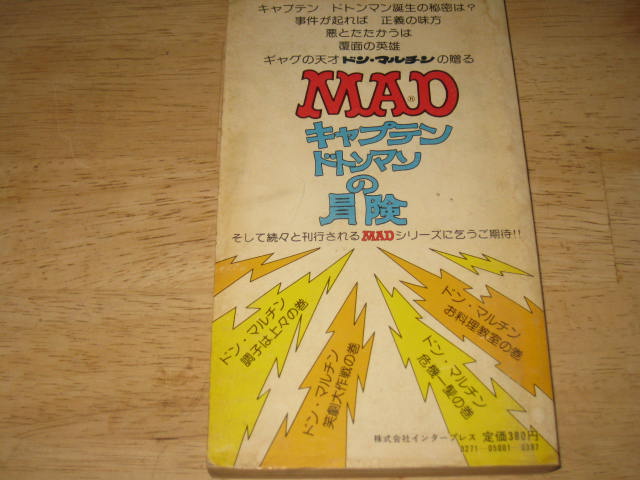 キャプテン ドトンマン誕生の秘密は？
事件が起れば 正義の味方
悪とたたかうは
覆面の英雄
ギャグの天才ドン・マルチンの贈る
MAD®
キャプテン
ドトンマン
の
冒険
そして続々と刊行されるMADシリーズに乞うご期待!!
ドン・マルチン
調子は上々の巻
ドン・マルチン
笑劇大作戦の巻
ドン・マルチン
危機一髪の巻
ドン・マルチン
お料理教室の巻
株式会社インタープレス 定価380円
0271 05001 0387